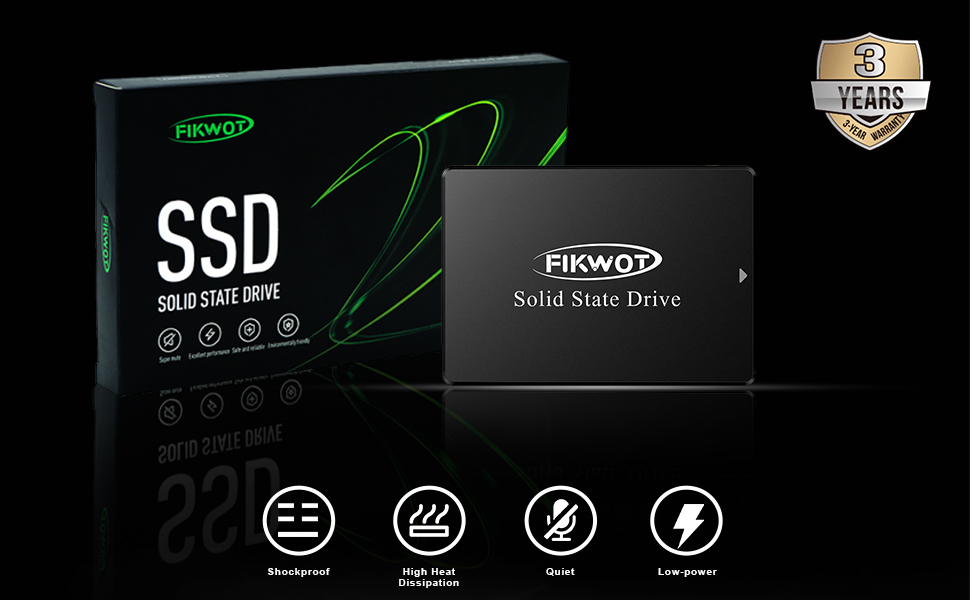 FIKWOT
SSD
SOLID STATE DRIVE
Super mute
Excellent performance
Safe and reliable
Environmentally friendly
FIKWOT
FIKWOT
Solid State Drive
3
YEARS
3-YEAR WARRANTY
Shockproof
High Heat
Dissipation
Quiet
Low-power